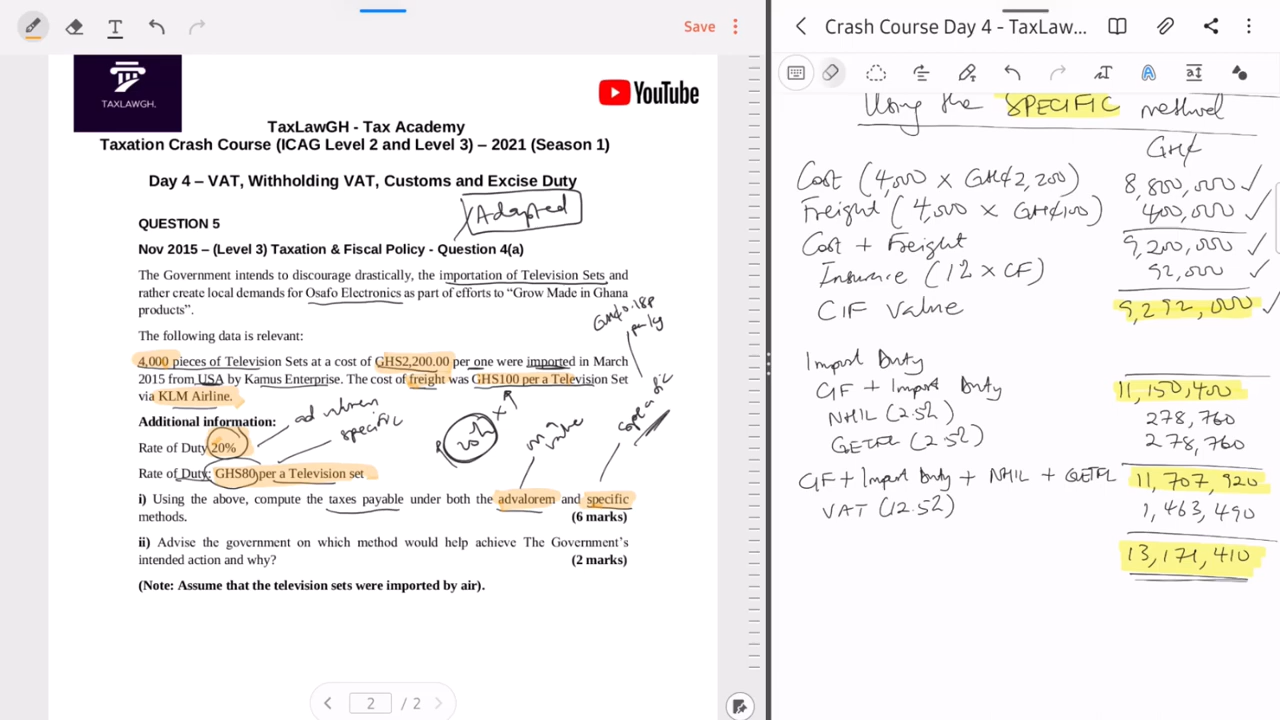 Save
TAXLAWGH.
YouTube
TaxLawGH - Tax Academy
Taxation Crash Course (ICAG Level 2 and Level 3) – 2021 (Season 1)
Day 4 – VAT, Withholding VAT, Customs and Excise Duty
Adapted
QUESTION 5
Nov 2015 – (Level 3) Taxation & Fiscal Policy - Question 4(a)
The Government intends to discourage drastically, the importation of Television Sets and
rather create local demands for Osafo Electronics as part of efforts to “Grow Made in Ghana
products”.
GH¢0.18p
per kg
The following data is relevant:
4,000 pieces of Television Sets at a cost of GHS2,200.00 per one were imported in March
2015 from USA by Kamus Enterprise. The cost of freight was GHS100 per a Television Set
via KLM Airline.
Additional information:
ad valorem
specific
value
Rate of Duty 20%
Rate of Duty: GHS80 per a Television set
i) Using the above, compute the taxes payable under both the advalorem and specific
methods. (6 marks)
ii) Advise the government on which method would help achieve The Government’s
intended action and why? (2 marks)
(Note: Assume that the television sets were imported by air).
2 / 2
Crash Course Day 4 - TaxLaw...
Using the SPECIFIC method
GH¢
Cost (4,000 x GH¢2,200) 8,800,000
Freight (4,000 x GH¢100) 400,000
Cost + Freight 9,200,000
Insurance (1% x CF) 92,000
CIF Value 9,292,000
Import Duty
CIF + Import Duty 11,150,400
NHIL (2.5%) 278,760
GETFL (2.5%) 278,760
CIF + Import Duty + NHIL + GETFL 11,707,920
VAT (12.5%) 1,463,490
13,171,410